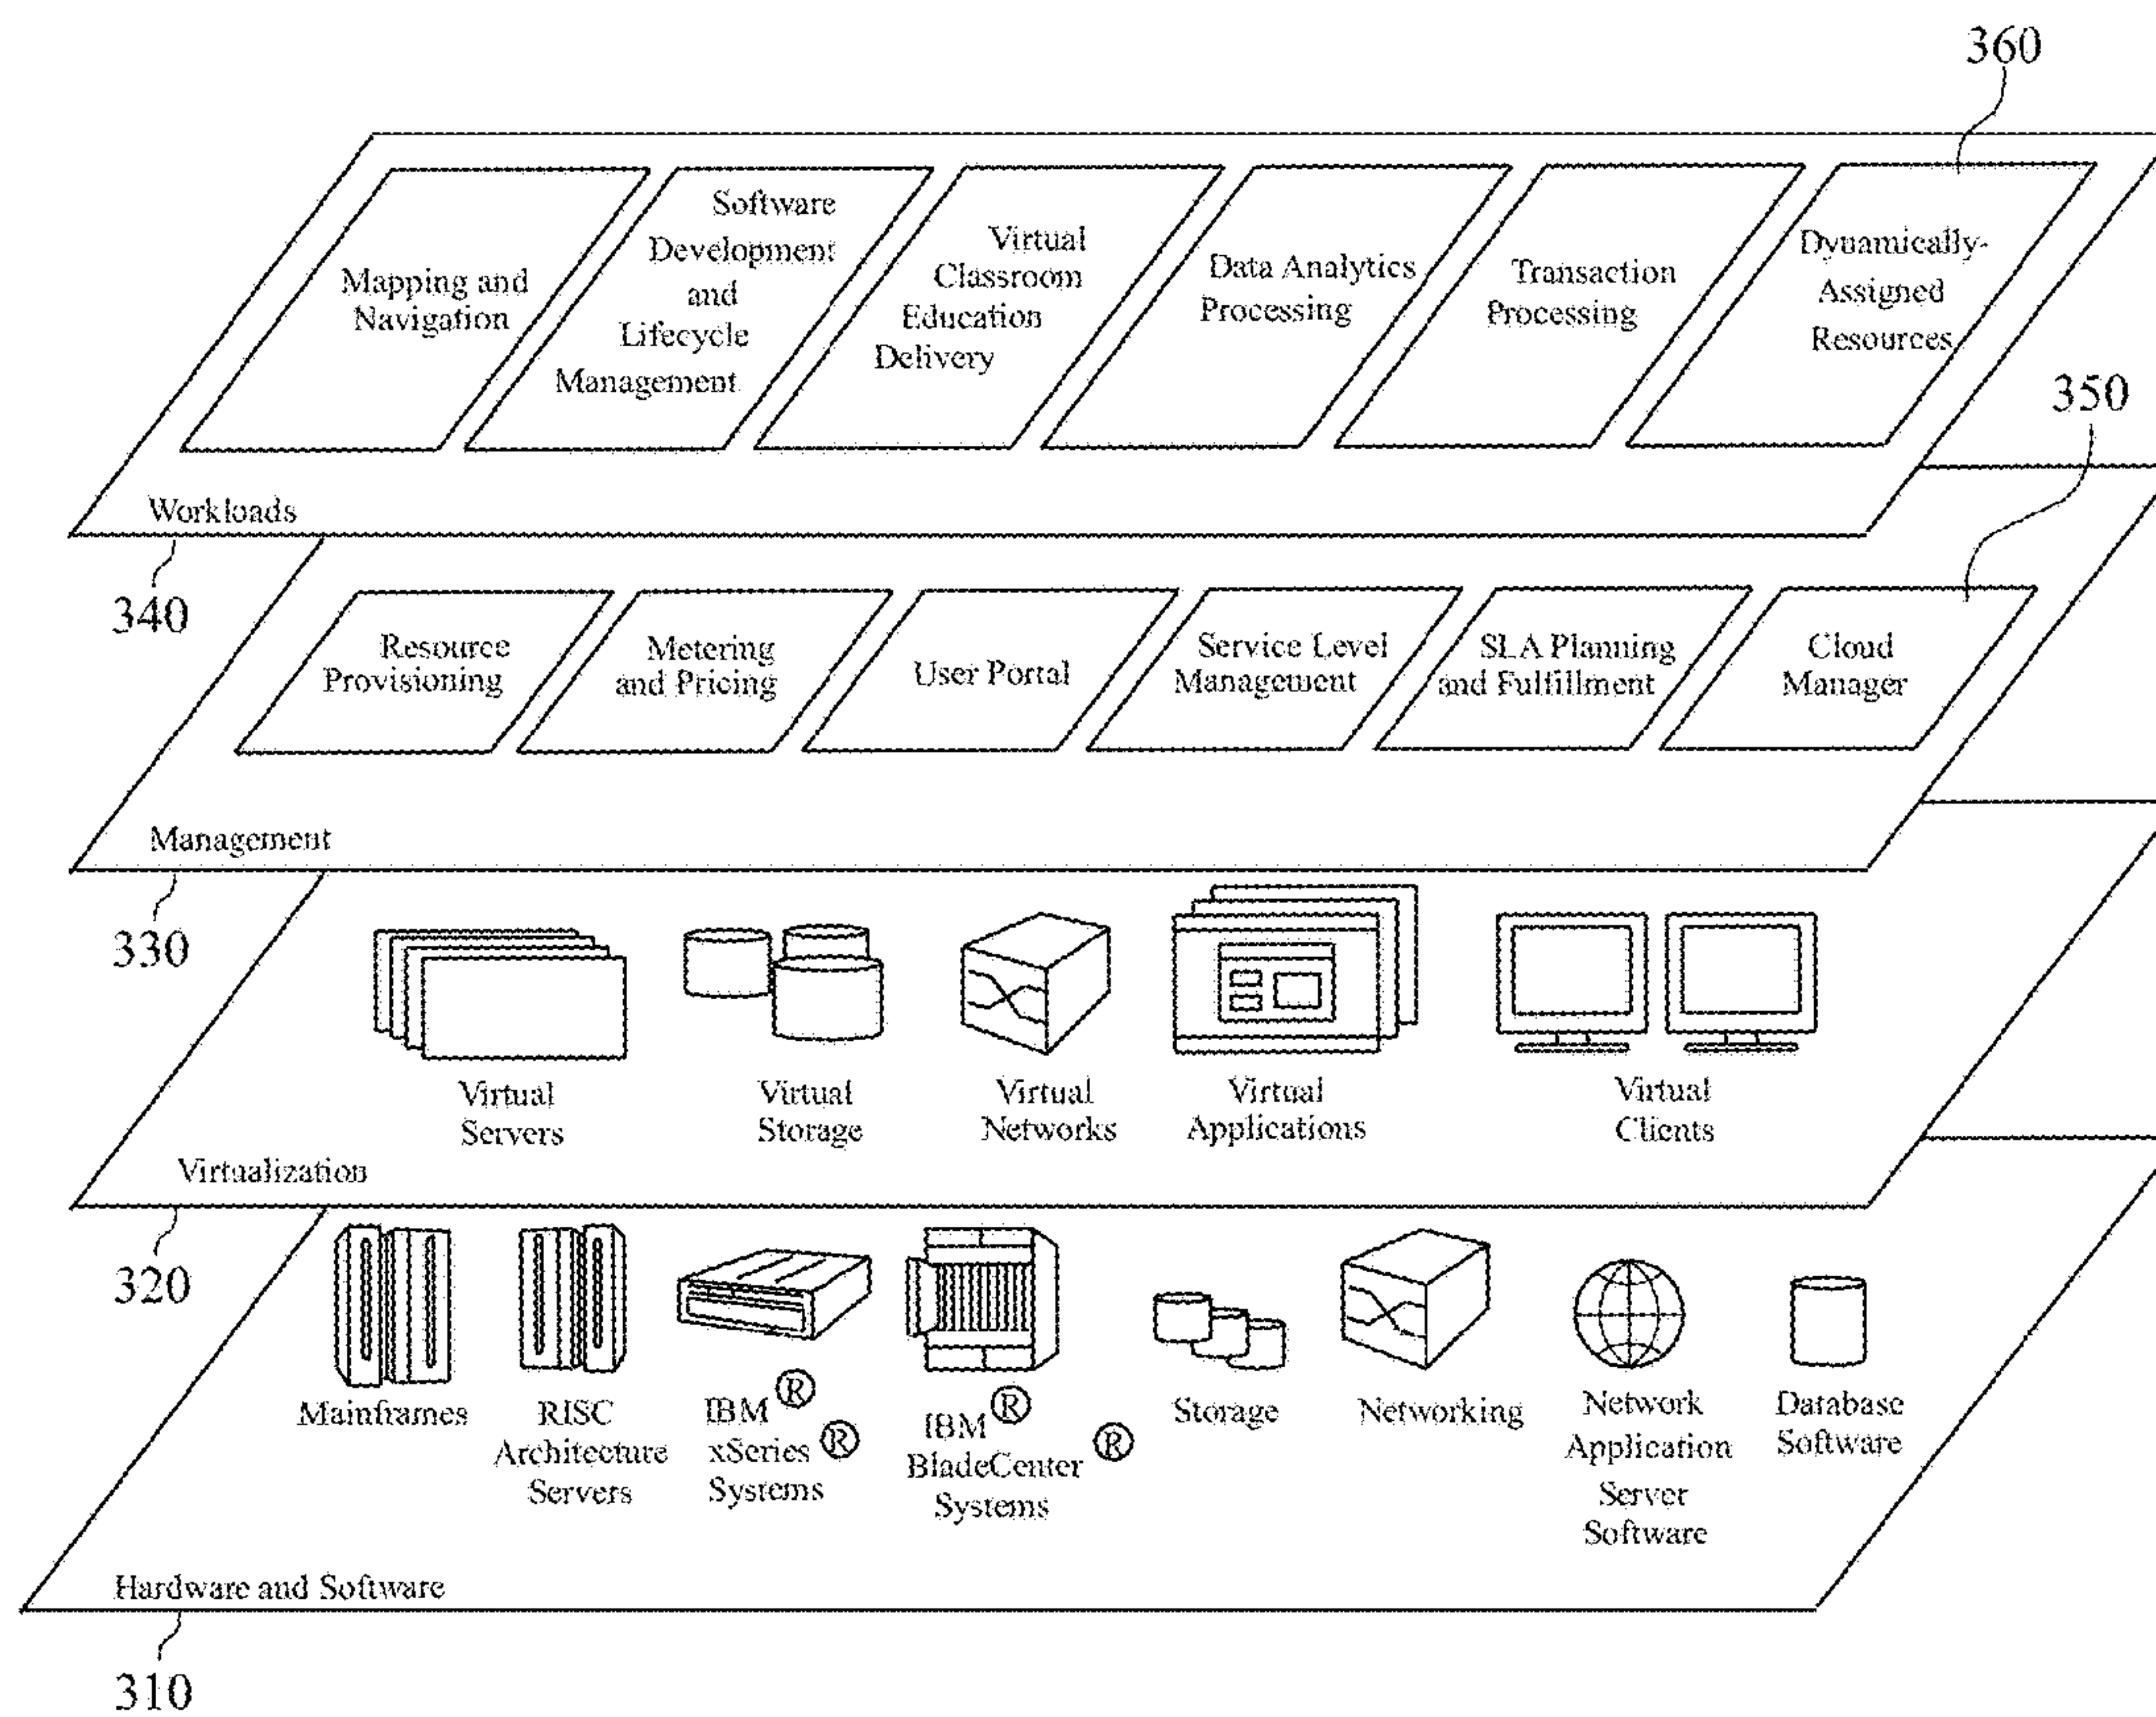 360
Mapping and
Navigation
Software
Development
and
Lifecycle
Management
Virtual
Classroom
Education
Delivery
Data Analytics
Processing
Transaction
Processing
Dynamically-
Assigned
Resources
350
Workloads
340
Resource
Provisioning
Metering
and Pricing
User Portal
Service Level
Management
SLA Planning
and Fulfillment
Cloud
Manager
Management
330
Virtual
Servers
Virtual
Storage
Virtual
Networks
Virtual
Applications
Virtual
Clients
Virtualization
320
Mainframes
RISC
Architecture
Servers
IBM ®
xSeries ®
Systems
IBM ®
BladeCenter ®
Systems
Storage
Networking
Network
Application
Server
Software
Database
Software
Hardware and Software
310